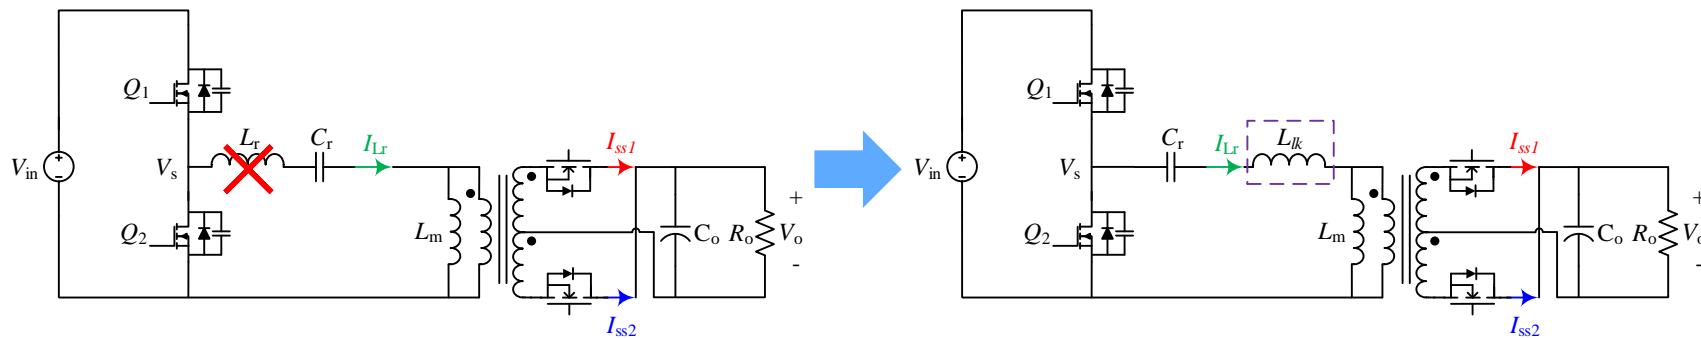 Q1
Lr
Cr
ILr
Iss1
Vin
Vs
Q2
Lm
Co
Ro
+
Vo
-
Iss2
Q1
Cr
ILr
Llk
Iss1
Vin
Vs
Q2
Lm
Co
Ro
+
Vo
-
Iss2